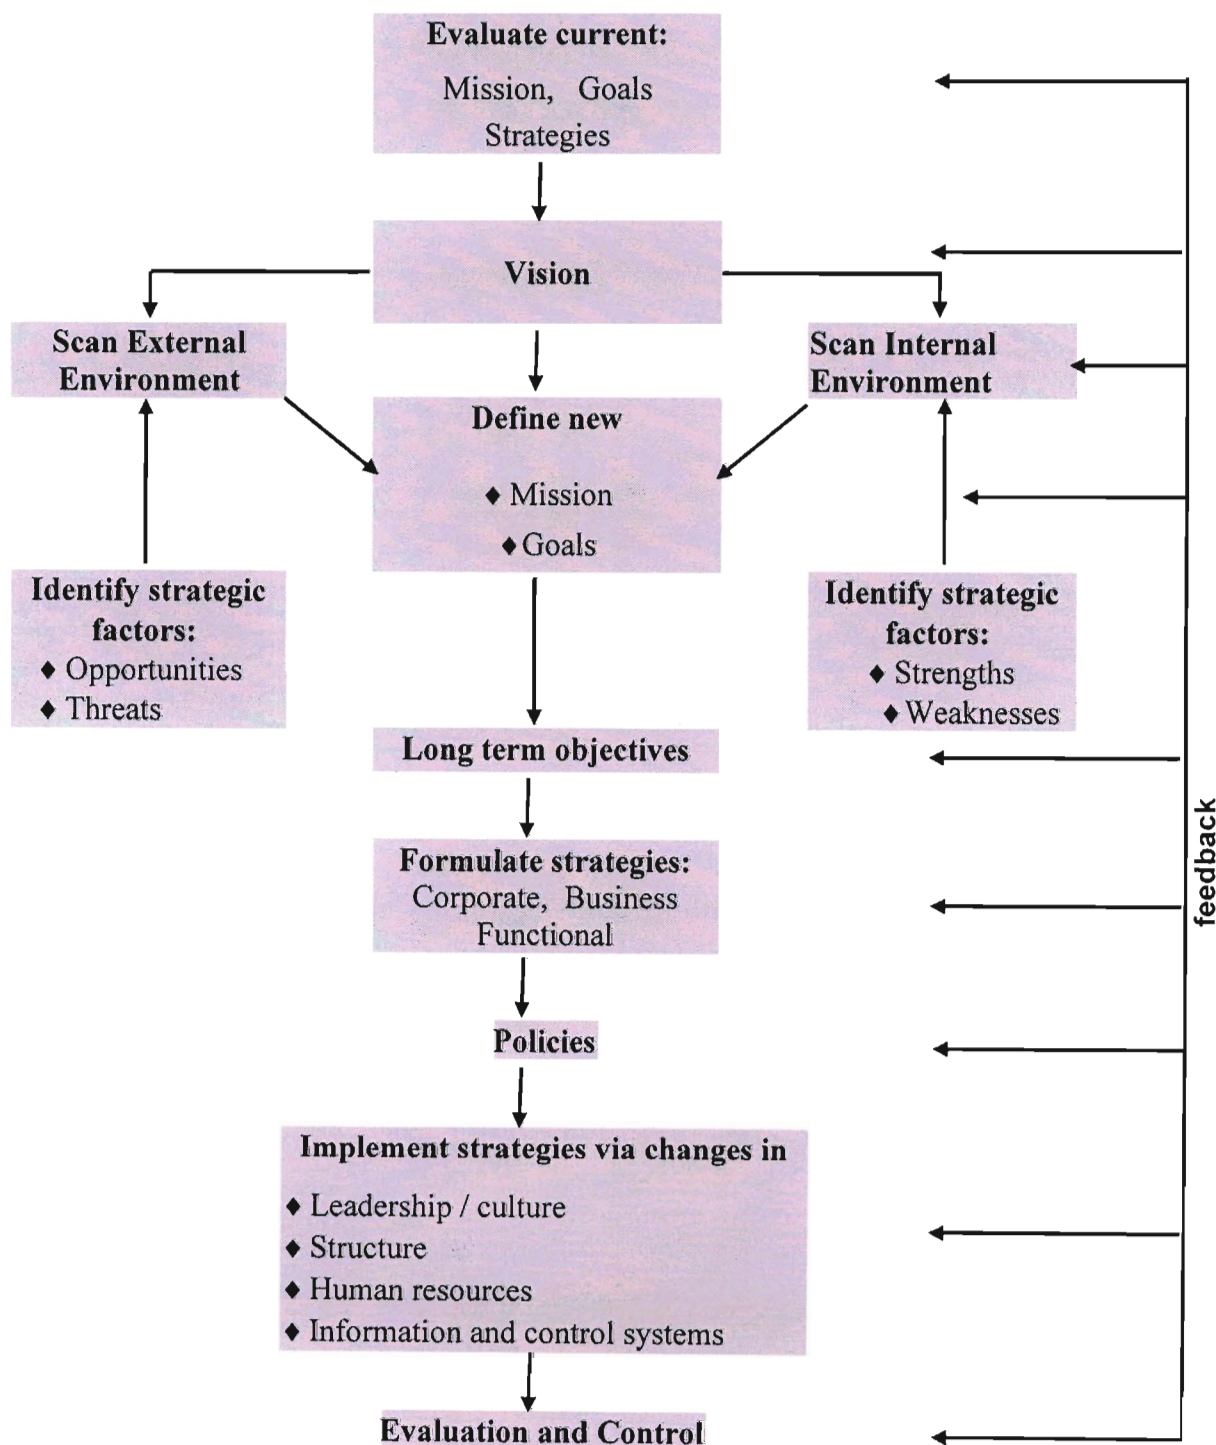 Evaluate current:
Mission, Goals
Strategies
Vision
Scan External
Environment
Scan Internal
Environment
Define new
♦ Mission
♦ Goals
Identify strategic
factors:
♦ Opportunities
♦ Threats
Identify strategic
factors:
♦ Strengths
♦ Weaknesses
Long term objectives
Formulate strategies:
Corporate, Business
Functional
Policies
Implement strategies via changes in
♦ Leadership / culture
♦ Structure
♦ Human resources
♦ Information and control systems
Evaluation and Control
feedback